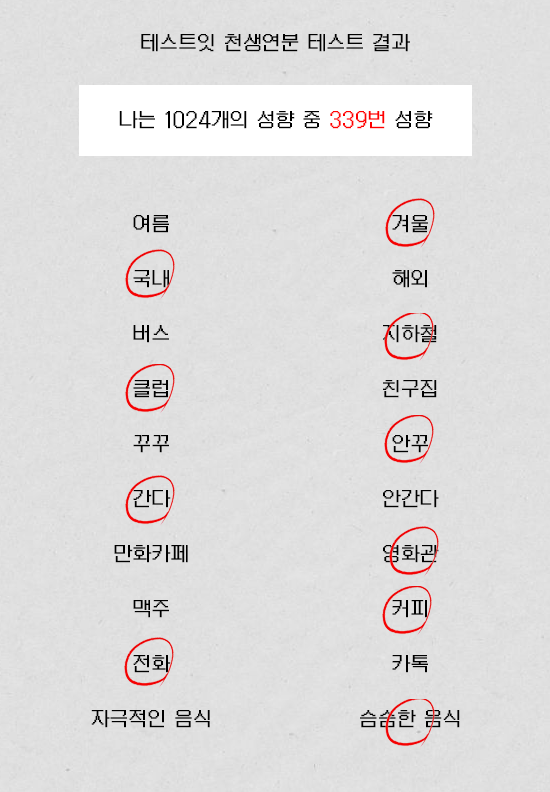 테스트잇 천생연분 테스트 결과
나는 1024개의 성향 중 339번 성향
여름 겨울
국내 해외
버스 지하철
클럽 친구집
꾸꾸 안꾸
간다 안간다
만화카페 영화관
맥주 커피
전화 카톡
자극적인 음식 슴슴한 음식